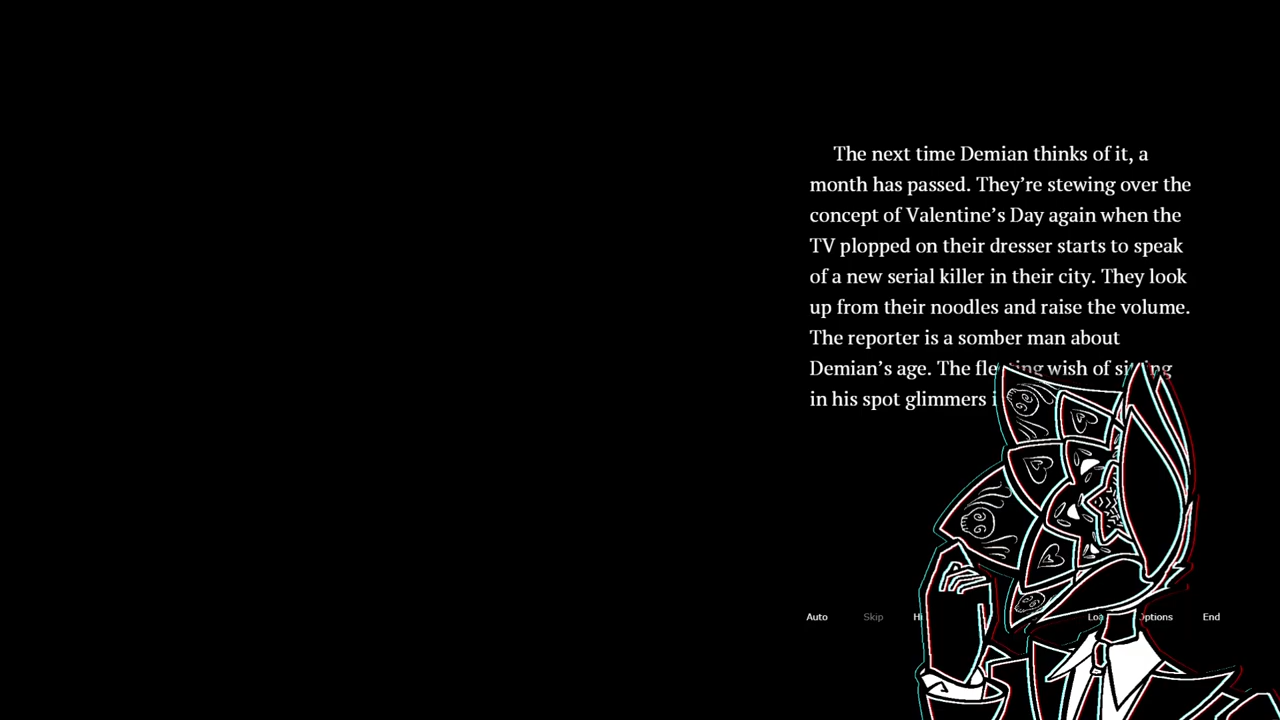 The next time Demian thinks of it, a
month has passed. They’re stewing over the
concept of Valentine’s Day again when the
TV plopped on their dresser starts to speak
of a new serial killer in their city. They look
up from their noodles and raise the volume.
The reporter is a somber man about
Demian’s age. The wish of
in his spot glimmers
Auto Skip Options End